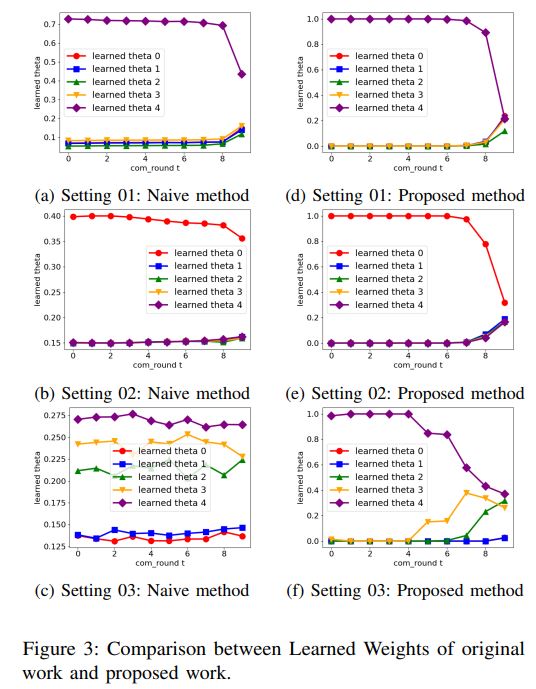 0.7
0.6
0.5
0.4
0.3
0.2
0.1
learned theta
learned theta 0
learned theta 1
learned theta 2
learned theta 3
learned theta 4
0 2 4 6 8
com_round t
(a) Setting 01: Naive method
1.0
0.8
0.6
0.4
0.2
0.0
learned theta
learned theta 0
learned theta 1
learned theta 2
learned theta 3
learned theta 4
0 2 4 6 8
com_round t
(d) Setting 01: Proposed method
0.40
0.35
0.30
0.25
0.20
0.15
learned theta
learned theta 0
learned theta 1
learned theta 2
learned theta 3
learned theta 4
0 2 4 6 8
com_round t
(b) Setting 02: Naive method
1.0
0.8
0.6
0.4
0.2
0.0
learned theta
learned theta 0
learned theta 1
learned theta 2
learned theta 3
learned theta 4
0 2 4 6 8
com_round t
(e) Setting 02: Proposed method
0.275
0.250
0.225
0.200
0.175
0.150
0.125
learned theta
learned theta 0
learned theta 1
learned theta 2
learned theta 3
learned theta 4
0 2 4 6 8
com_round t
(c) Setting 03: Naive method
1.0
0.8
0.6
0.4
0.2
0.0
learned theta
learned theta 0
learned theta 1
learned theta 2
learned theta 3
learned theta 4
0 2 4 6 8
com_round t
(f) Setting 03: Proposed method
Figure 3: Comparison between Learned Weights of original
work and proposed work.